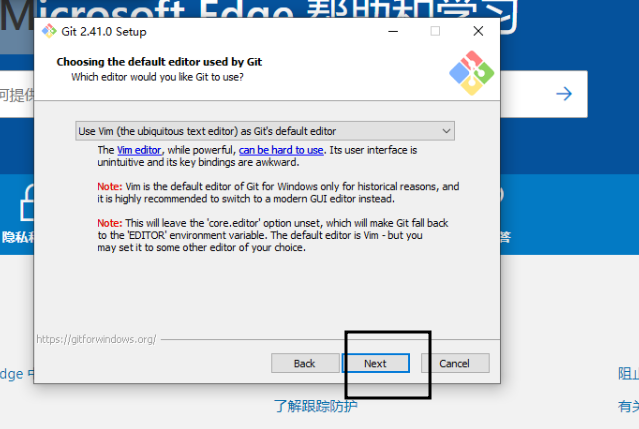 Microsoft Edge 帮助和学习
Git 2.41.0 Setup
Choosing the default editor used by Git
Which editor would you like Git to use?
何提供
Use Vim (the ubiquitous text editor) as Git's default editor
The Vim editor, while powerful, can be hard to use. Its user interface is
unintuitive and its key bindings are awkward.
Note: Vim is the default editor of Git for Windows only for historical reasons, and
it is highly recommended to switch to a modern GUI editor instead.
Note: This will leave the 'core.editor' option unset, which will make Git fall back
to the 'EDITOR' environment variable. The default editor is Vim - but you
may set it to some other editor of your choice.
隐私和
答
https://gitforwindows.org/
Back
Next
Cancel
dge 中
阻止
了解跟踪防护
有关